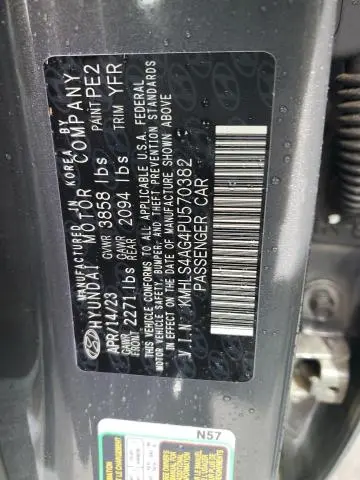 MANUFACTURED IN KOREA BY
HYUNDAI MOTOR COMPANY
APR/14/23 GVWR 3858 lbs PAINT PE2
GAWR FRONT 2271 lbs GAWR REAR 2094 lbs TRIM YFR
THIS VEHICLE CONFORMS TO ALL APPLICABLE U.S.A. FEDERAL
MOTOR VEHICLE SAFETY, BUMPER, AND THEFT PREVENTION STANDARDS
IN EFFECT ON THE DATE OF MANUFACTURE SHOWN ABOVE
V.I.N: KMHLS4AG4PU570382
PASSENGER CAR
N57